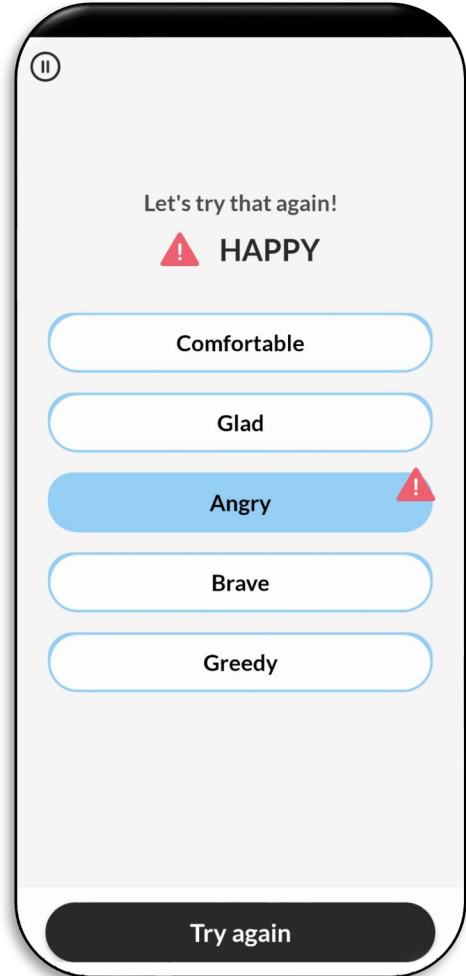 Let's try that again!
HAPPY
Comfortable
Glad
Angry
Brave
Greedy
Try again